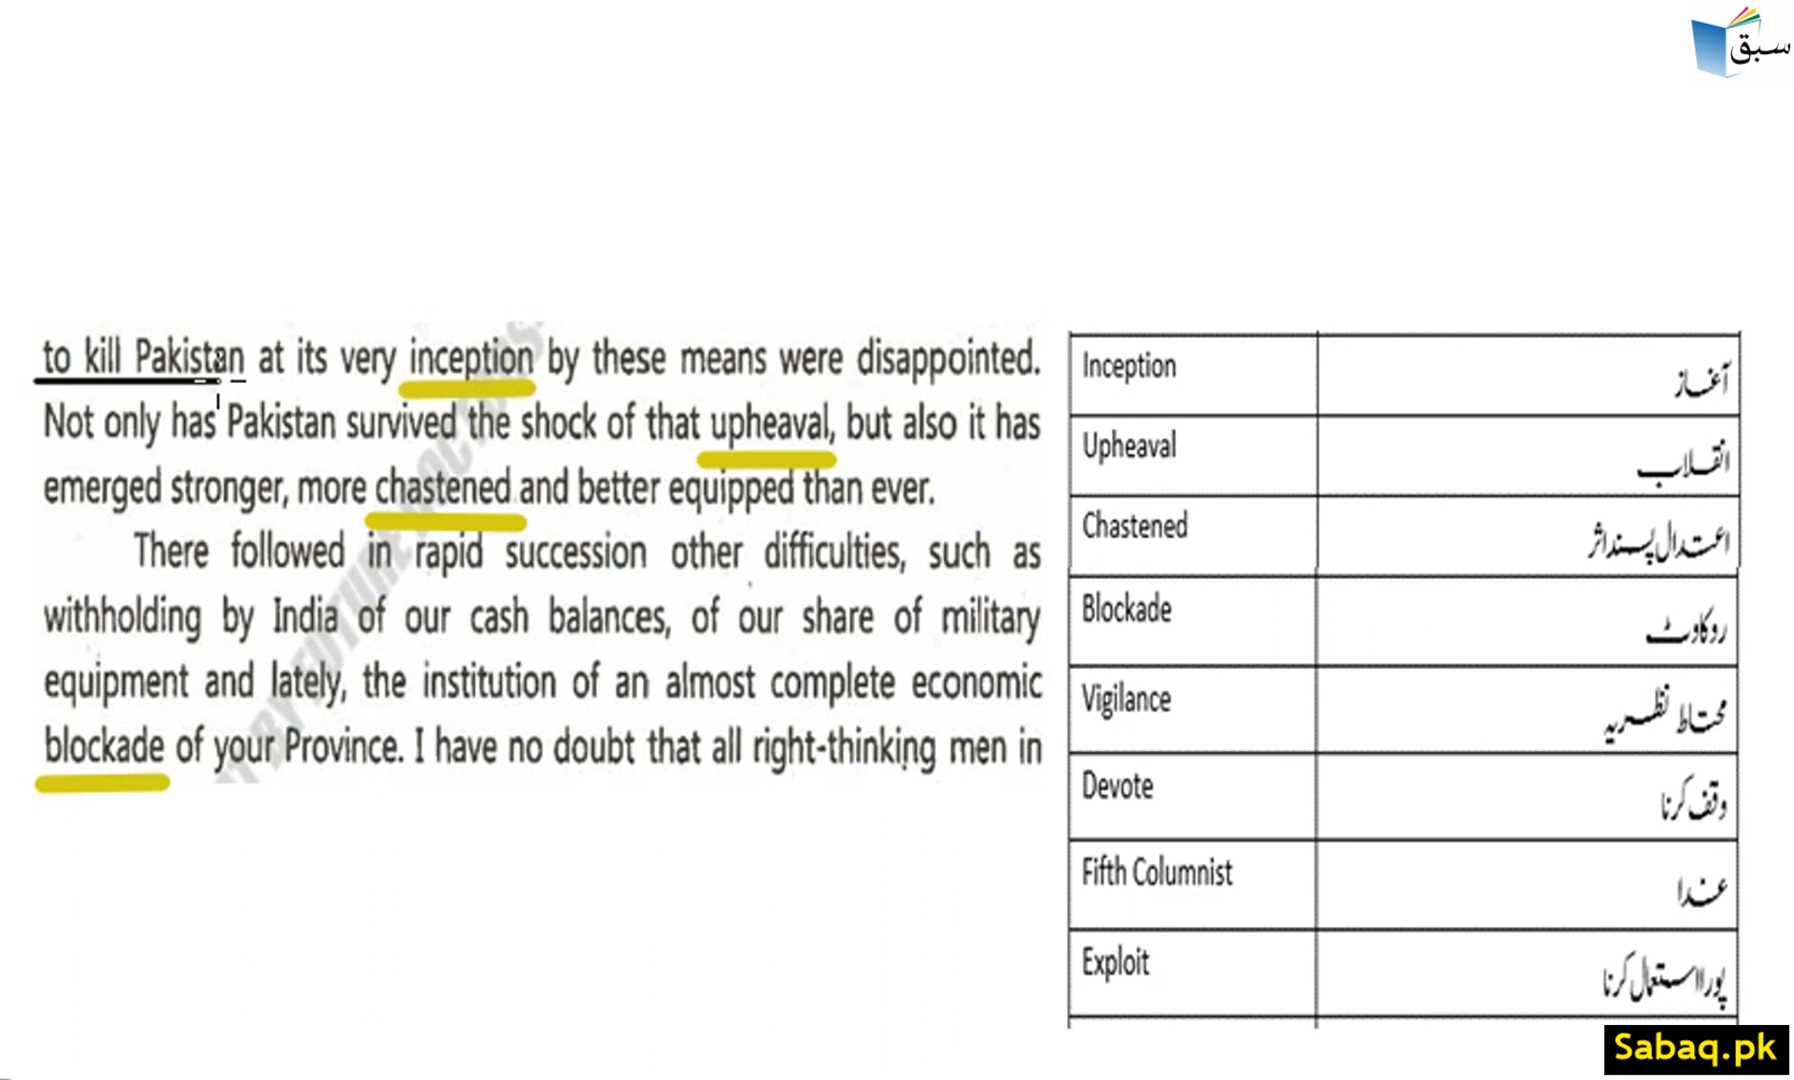 سبق
to kill Pakistan at its very inception by these means were disappointed.
Not only has Pakistan survived the shock of that upheaval, but also it has
emerged stronger, more chastened and better equipped than ever.
There followed in rapid succession other difficulties, such as
withholding by India of our cash balances, of our share of military
equipment and lately, the institution of an almost complete economic
blockade of your Province. I have no doubt that all right-thinking men in
Inception آغاز
Upheaval انقلاب
Chastened اعتدال پسند اثر
Blockade روکاوٹ
Vigilance محتاط نظریہ
Devote وقف کرنا
Fifth Columnist غدا
Exploit پورا استعمال کرنا
Sabaq.pk